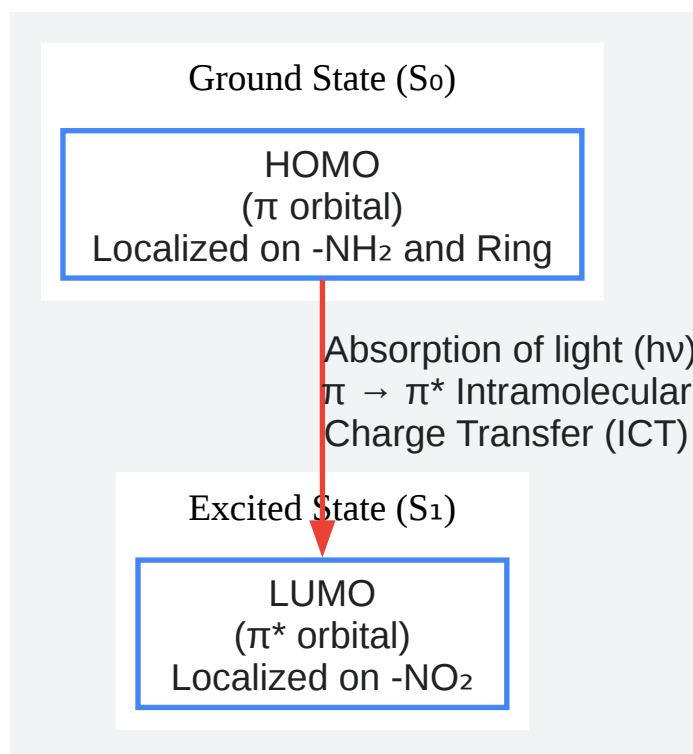 Ground State (S₀)
HOMO
(π orbital)
Localized on -NH₂ and Ring
Absorption of light (hν)
π → π* Intramolecular
Charge Transfer (ICT)
Excited State (S₁)
LUMO
(π* orbital)
Localized on -NO₂